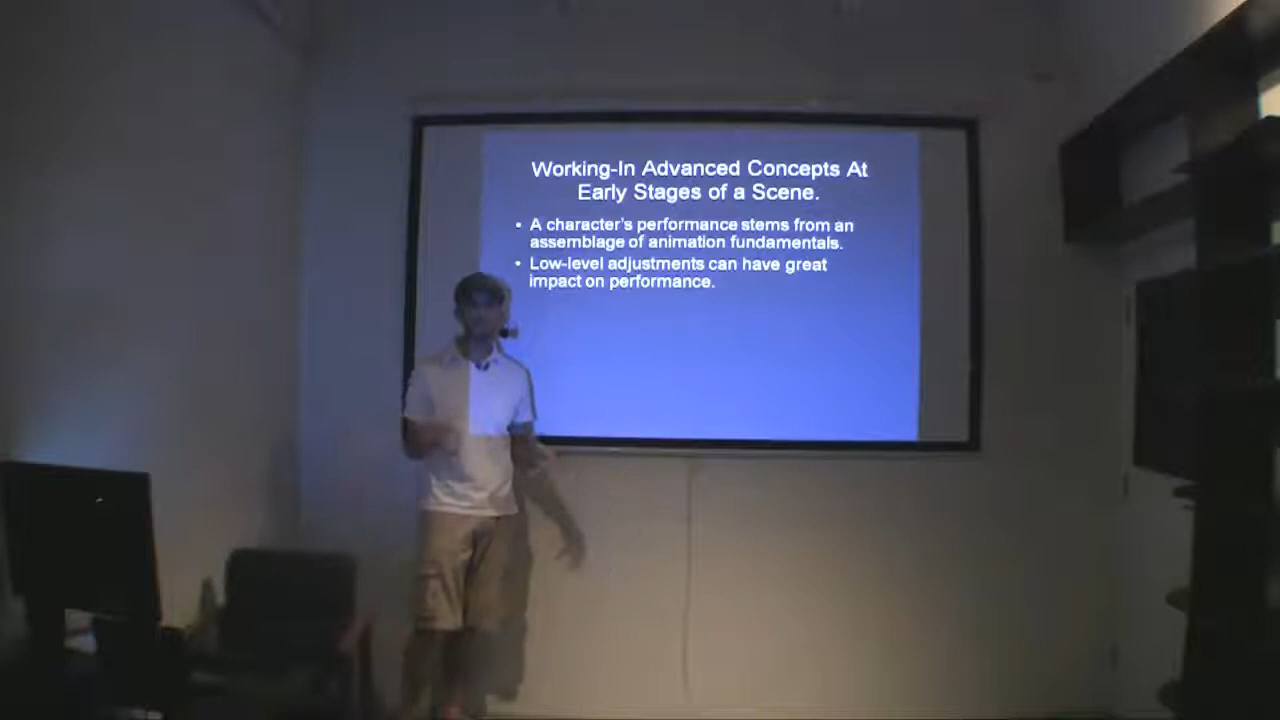 Working-In Advanced Concepts At
Early Stages of a Scene.
• A character's performance stems from an
assemblage of animation fundamentals.
• Low-level adjustments can have great
impact on performance.